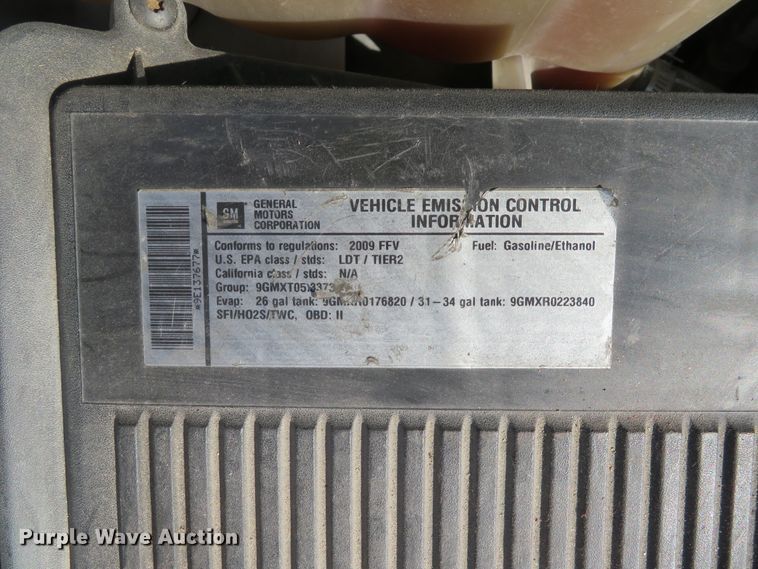 GM
GENERAL
MOTORS
CORPORATION
VEHICLE EMISSION CONTROL
INFORMATION
Conforms to regulations: 2009 FFV Fuel: Gasoline/Ethanol
U.S. EPA class / stds: LDT / TIER2
California class / stds: N/A
Group:
Evap: 26 gal tank: / 31-34 gal tank: 9GMXR0223840
SFI/HO2S/TWC, OBD: II
*9E137677*
Purple Wave Auction